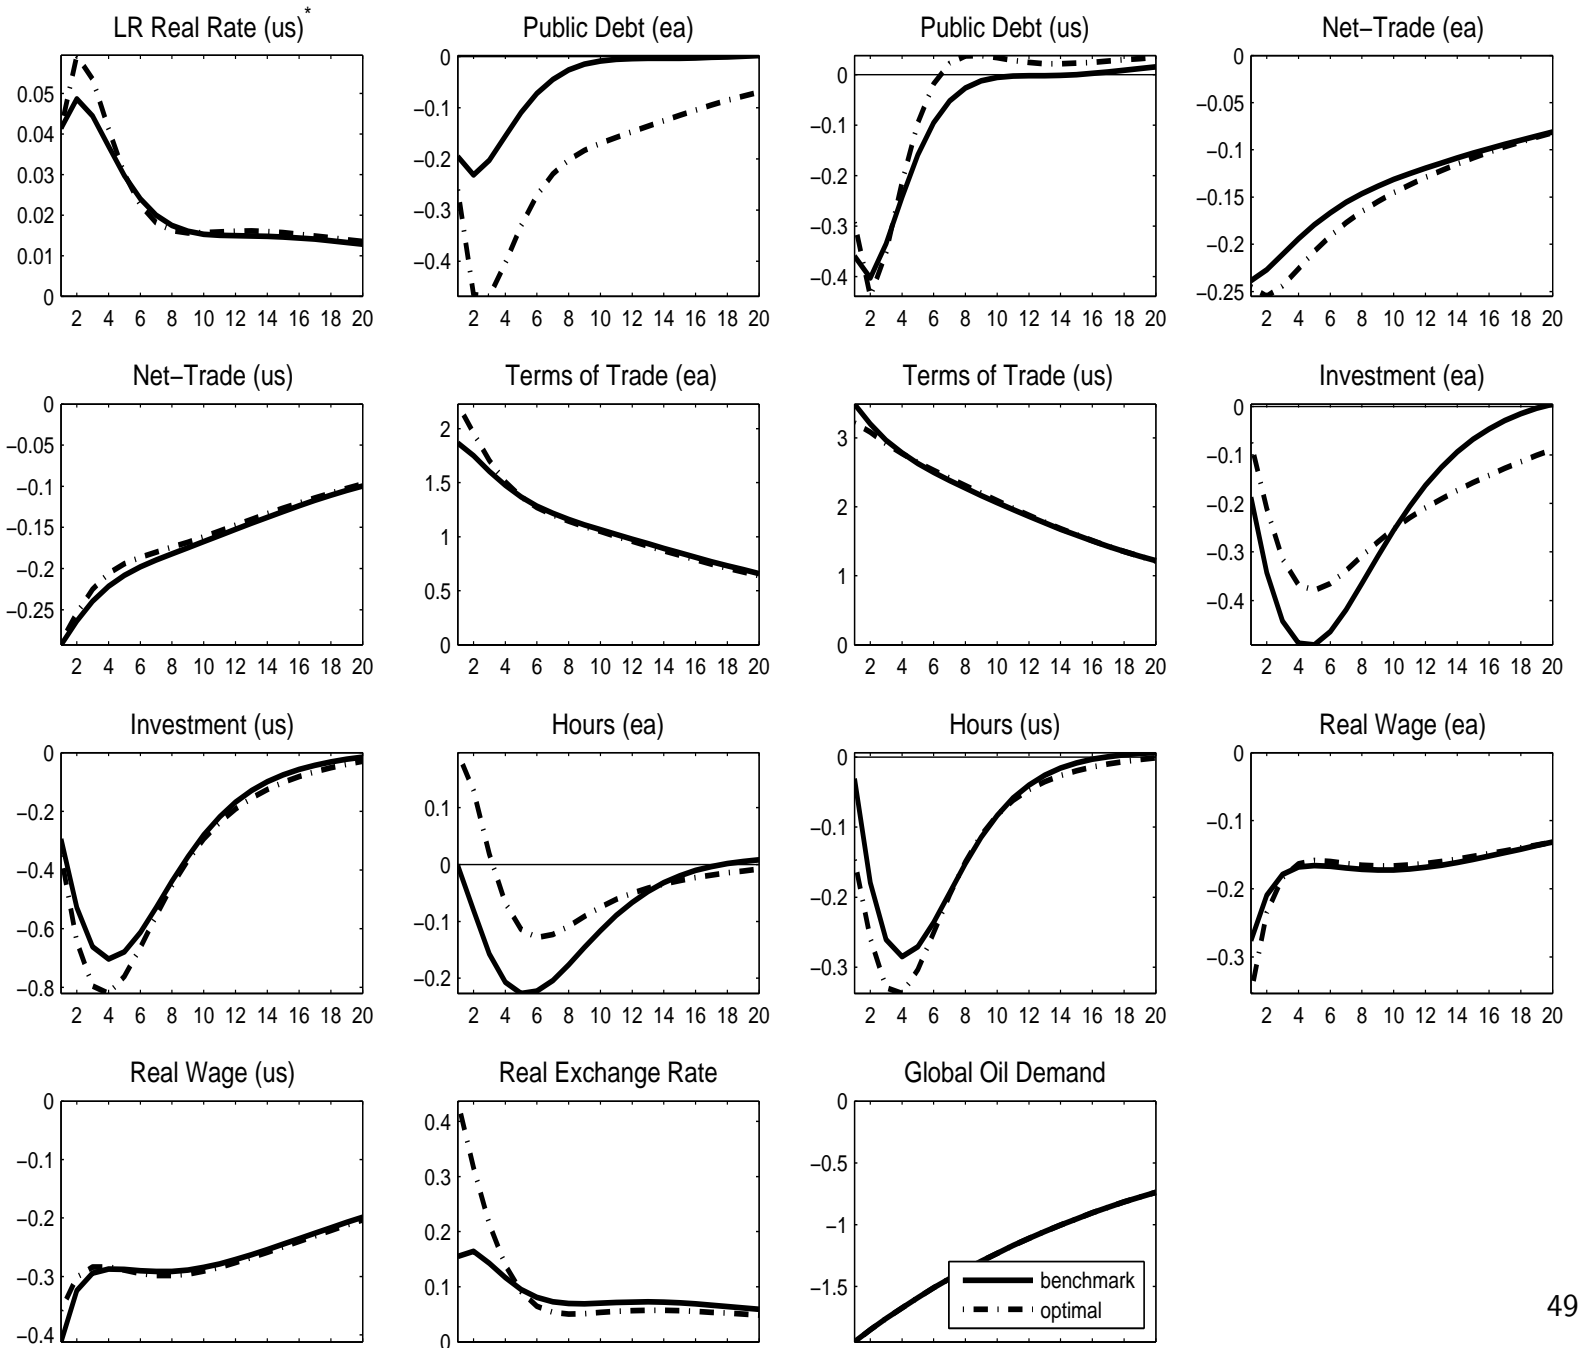 LR Real Rate (us)*
Public Debt (ea)
Public Debt (us)
Net−Trade (ea)
0.05
0.04
0.03
0.02
0.01
0
2 4 6 8 10 12 14 16 18 20
0
−0.1
−0.2
−0.3
−0.4
2 4 6 8 10 12 14 16 18 20
0
−0.1
−0.2
−0.3
−0.4
2 4 6 8 10 12 14 16 18 20
0
−0.05
−0.1
−0.15
−0.2
−0.25
2 4 6 8 10 12 14 16 18 20
Net−Trade (us)
Terms of Trade (ea)
Terms of Trade (us)
Investment (ea)
0
−0.05
−0.1
−0.15
−0.2
−0.25
2 4 6 8 10 12 14 16 18 20
2
1.5
1
0.5
0
2 4 6 8 10 12 14 16 18 20
3
2
1
0
2 4 6 8 10 12 14 16 18 20
0
−0.1
−0.2
−0.3
−0.4
2 4 6 8 10 12 14 16 18 20
Investment (us)
Hours (ea)
Hours (us)
Real Wage (ea)
0
−0.2
−0.4
−0.6
−0.8
2 4 6 8 10 12 14 16 18 20
0.1
0
−0.1
−0.2
2 4 6 8 10 12 14 16 18 20
0
−0.1
−0.2
−0.3
2 4 6 8 10 12 14 16 18 20
0
−0.1
−0.2
−0.3
2 4 6 8 10 12 14 16 18 20
Real Wage (us)
Real Exchange Rate
Global Oil Demand
0
−0.1
−0.2
−0.3
−0.4
0.4
0.3
0.2
0.1
0
0
−0.5
−1
−1.5
benchmark
optimal
49